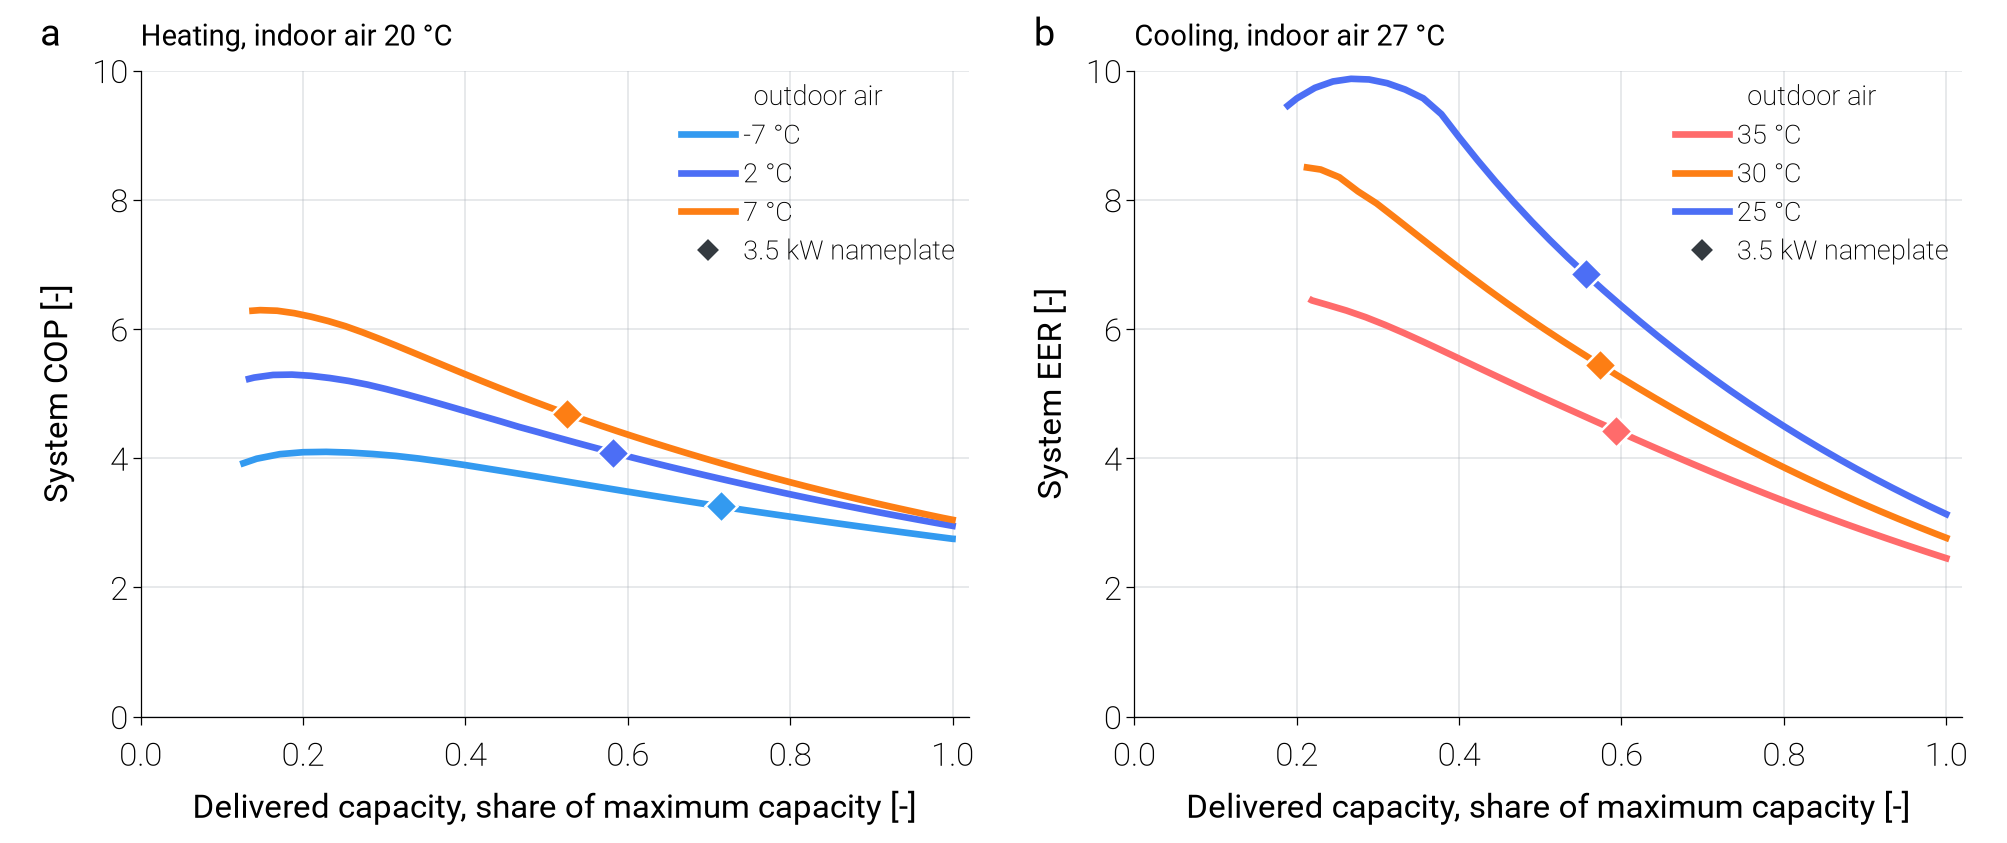 a
Heating, indoor air 20 °C
10
8
6
4
2
0
System COP [-]
outdoor air
-7 °C
2 °C
7 °C
3.5 kW nameplate
0.0 0.2 0.4 0.6 0.8 1.0
Delivered capacity, share of maximum capacity [-]
b
Cooling, indoor air 27 °C
10
8
6
4
2
0
System EER [-]
outdoor air
35 °C
30 °C
25 °C
3.5 kW nameplate
0.0 0.2 0.4 0.6 0.8 1.0
Delivered capacity, share of maximum capacity [-]